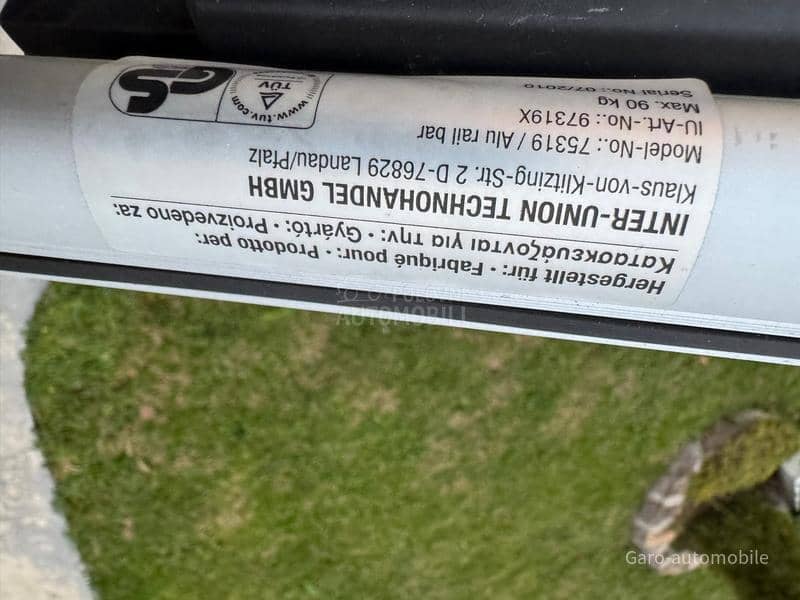 Hergestellt für: • Fabriqué pour: • Prodotto per:
Κατασκευάζονται για την: • Gyártó: • Proizvedeno za:
INTER-UNION TECHNOHANDEL GMBH
Klaus-von-Klitzing-Str. 2 D-76829 Landau/Pfalz
Model-No.: 75319 / Alu rail bar
IU-Art.-No.: 97319X
Max. 90 kg
Serial No.: 07/2010
www.tuv.com
TÜV
GS
POLOVNI
AUTOMOBILI
Garo-automobile